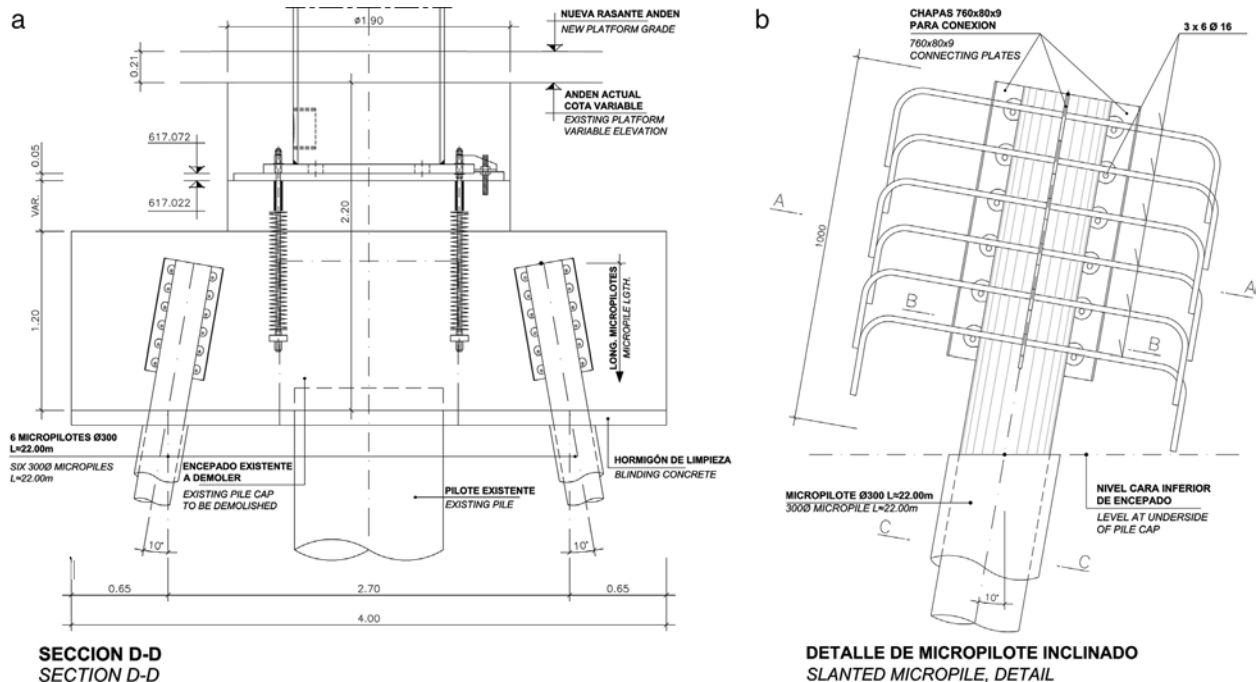 a
ø1.90
NUEVA RASANTE ANDEN
NEW PLATFORM GRADE
0.21
ANDEN ACTUAL
COTA VARIABLE
EXISTING PLATFORM
VARIABLE ELEVATION
617.072
0.05
617.022
VAR.
2.20
1.20
LONG. MICROPILOTES
MICROPILE LGTH.
6 MICROPILOTES Ø300
L=22.00m
SIX 300Ø MICROPILES
L=22.00m
ENCEPADO EXISTENTE
A DEMOLER
EXISTING PILE CAP
TO BE DEMOLISHED
PILOTE EXISTENTE
EXISTING PILE
HORMIGÓN DE LIMPIEZA
BLINDING CONCRETE
10°
10°
0.65
2.70
0.65
4.00
SECCION D-D
SECTION D-D
b
CHAPAS 760x80x9
PARA CONEXION
760x80x9
CONNECTING PLATES
3 x 6 Ø 16
1000
A
A
B
B
MICROPILOTE Ø300 L=22.00m
300Ø MICROPILE L=22.00m
NIVEL CARA INFERIOR
DE ENCEPADO
LEVEL AT UNDERSIDE
OF PILE CAP
C
C
10°
DETALLE DE MICROPILOTE INCLINADO
SLANTED MICROPILE, DETAIL